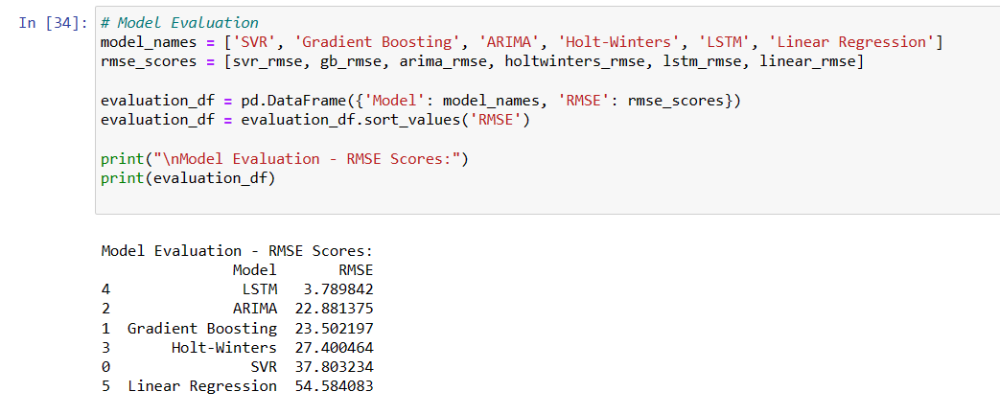 In [34]: # Model Evaluation
model_names = ['SVR', 'Gradient Boosting', 'ARIMA', 'Holt-Winters', 'LSTM', 'Linear Regression']
rmse_scores = [svr_rmse, gb_rmse, arima_rmse, holtwinters_rmse, lstm_rmse, linear_rmse]
evaluation_df = pd.DataFrame({'Model': model_names, 'RMSE': rmse_scores})
evaluation_df = evaluation_df.sort_values('RMSE')
print("\nModel Evaluation - RMSE Scores:")
print(evaluation_df)
Model Evaluation - RMSE Scores:
Model RMSE
4 LSTM 3.789842
2 ARIMA 22.881375
1 Gradient Boosting 23.502197
3 Holt-Winters 27.400464
0 SVR 37.803234
5 Linear Regression 54.584083